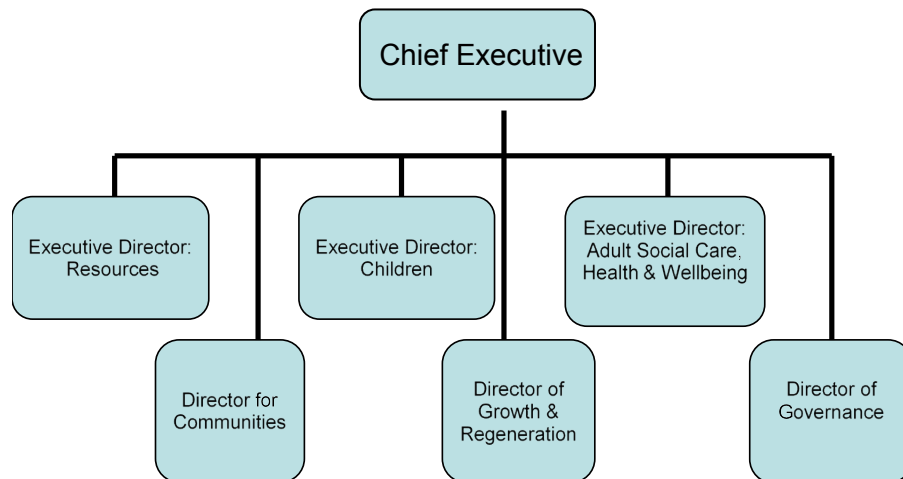 Chief Executive
Executive Director:
Resources
Executive Director:
Children
Executive Director:
Adult Social Care,
Health & Wellbeing
Director for
Communities
Director of
Growth &
Regeneration
Director of
Governance